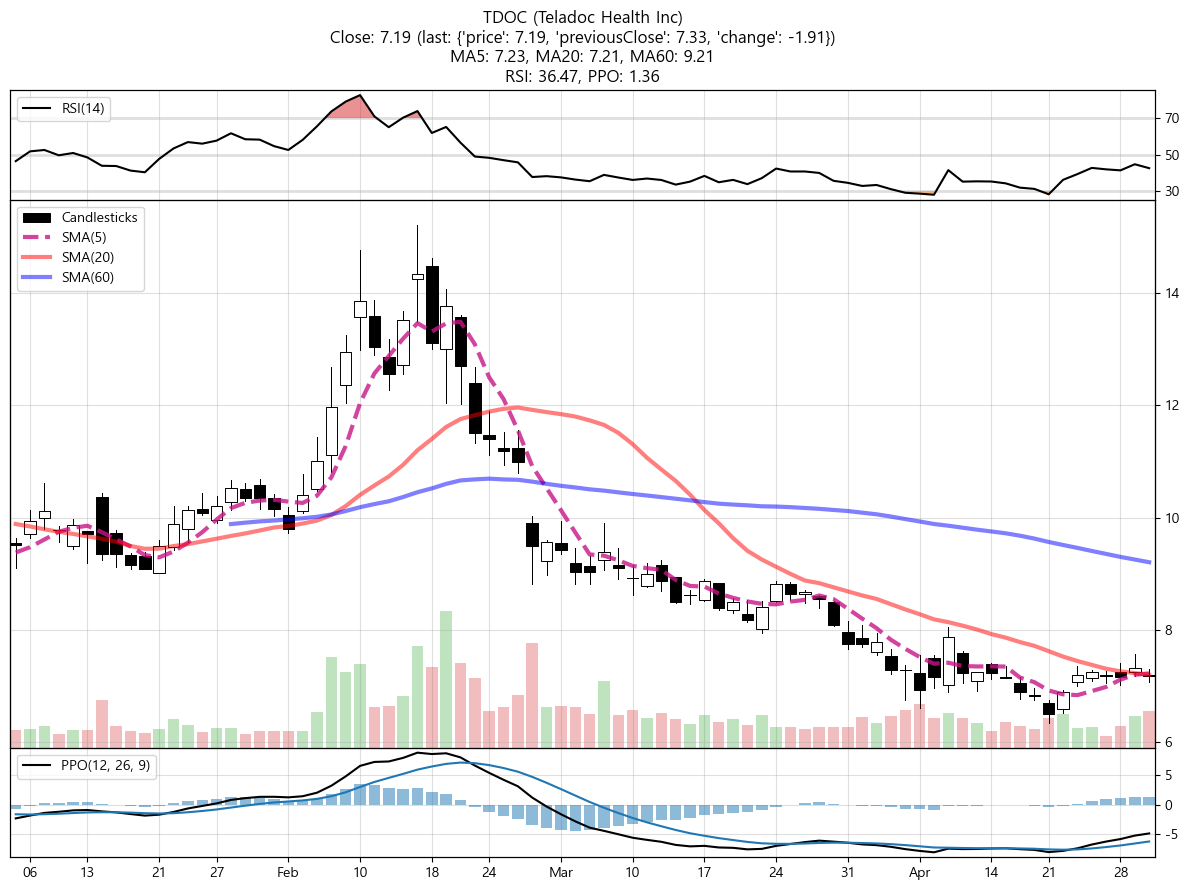 TDOC (Teladoc Health Inc)
Close: 7.19 (last: {'price': 7.19, 'previousClose': 7.33, 'change': -1.91})
MA5: 7.23, MA20: 7.21, MA60: 9.21
RSI: 36.47, PPO: 1.36
RSI(14)
70
50
30
Candlesticks
SMA(5)
SMA(20)
SMA(60)
14
12
10
8
6
PPO(12, 26, 9)
5
0
-5
06 13 21 27 Feb 10 18 24 Mar 10 17 24 31 Apr 14 21 28